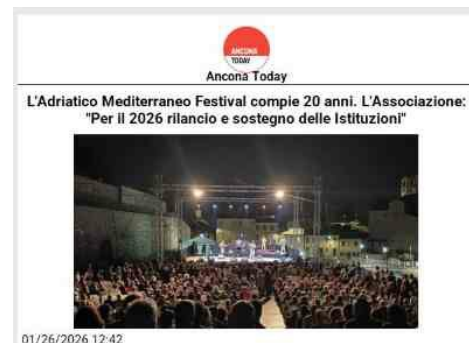 ANCONA
TODAY
Ancona Today
L'Adriatico Mediterraneo Festival compie 20 anni. L'Associazione:
"Per il 2026 rilancio e sostegno delle Istituzioni"
01/26/2026 12:42